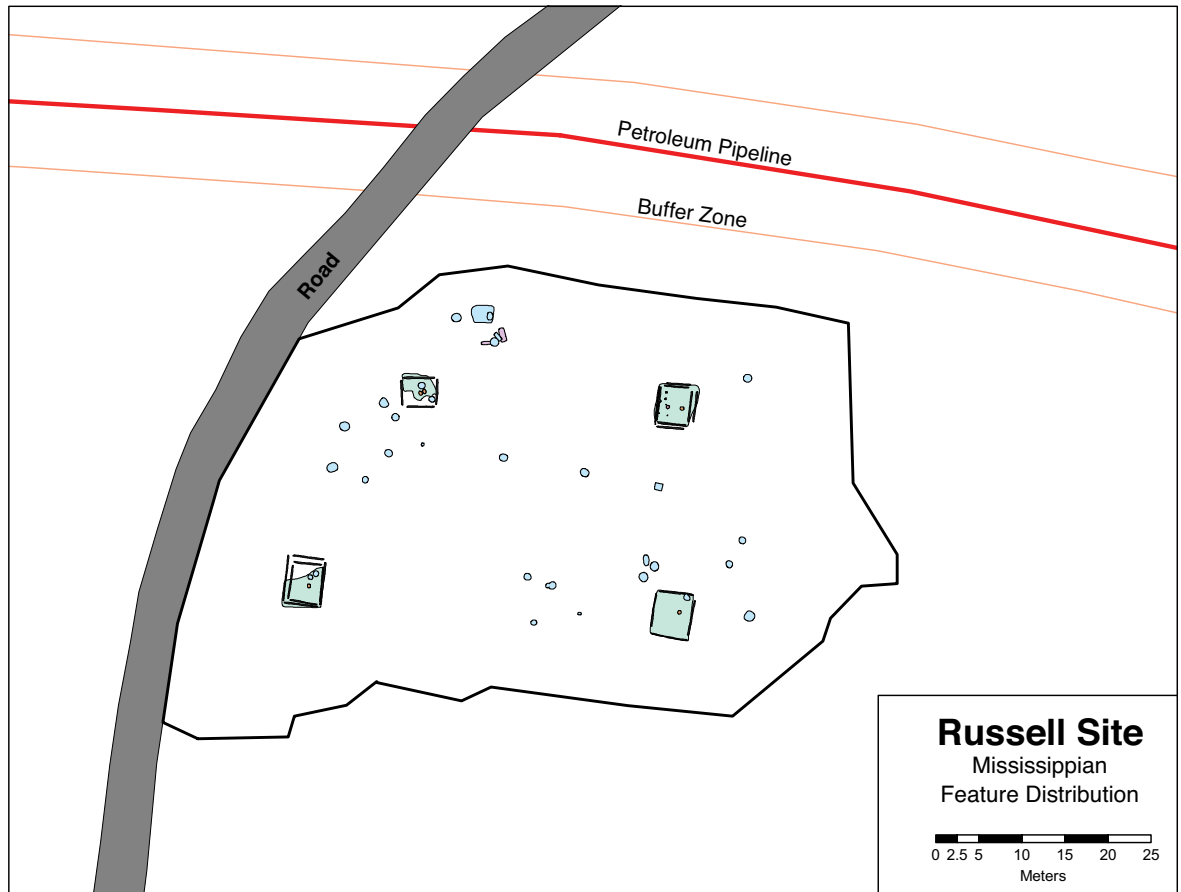 Petroleum Pipeline
Buffer Zone
Road
Russell Site
Mississippian
Feature Distribution
0 2.5 5 10 15 20 25
Meters